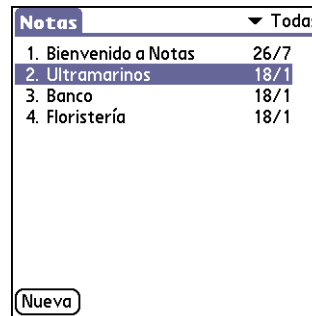 Notas Todas
1. Bienvenido a Notas 26/7
2. Ultramarinos 18/1
3. Banco 18/1
4. Floristería 18/1
Nueva